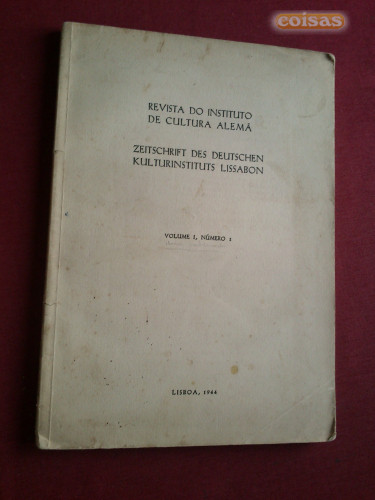 coisas
REVISTA DO INSTITUTO
DE CULTURA ALEMÃ
ZEITSCHRIFT DES DEUTSCHEN
KULTURINSTITUTS LISSABON
VOLUME I, NÚMERO 1
LISBOA, 1944